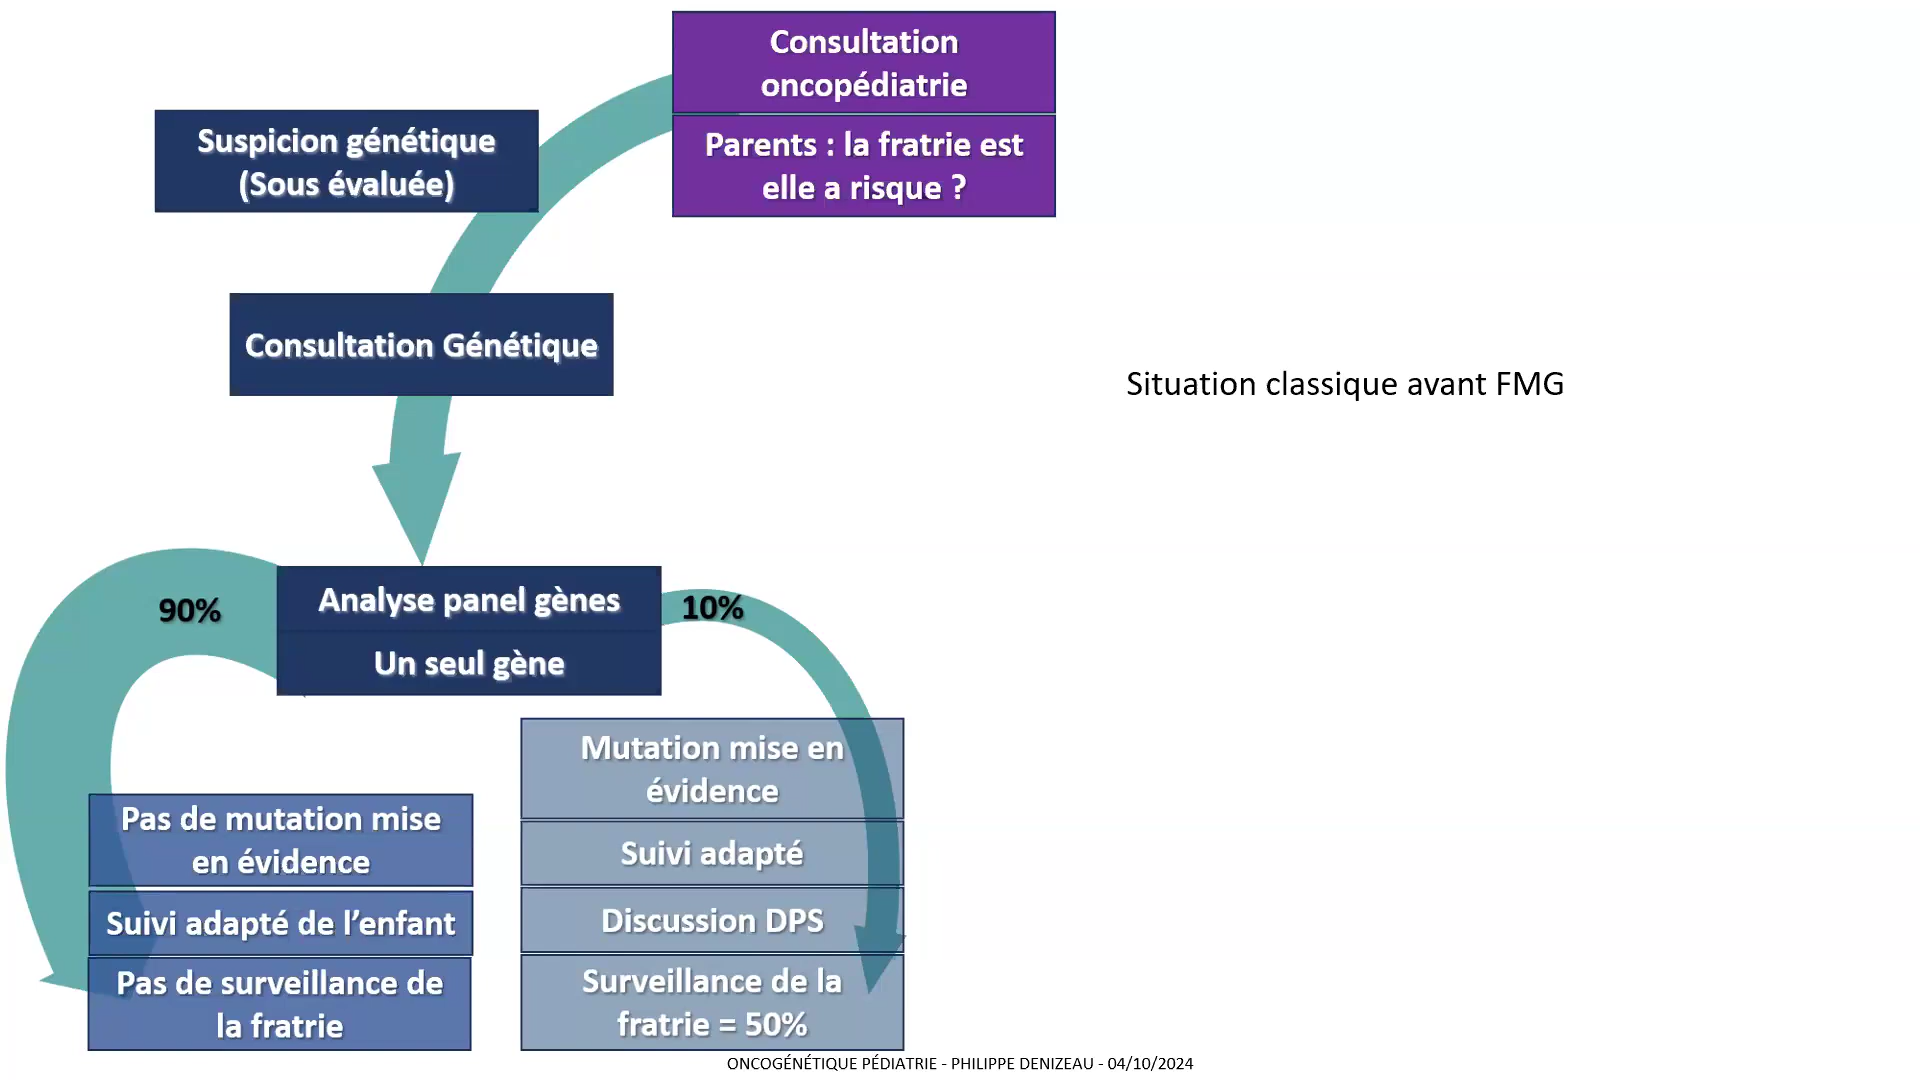 Consultation
oncopédiatrie
Parents : la fratrie est
elle a risque ?
Suspicion génétique
(Sous évaluée)
Consultation Génétique
Situation classique avant FMG
90%
Analyse panel gènes
Un seul gène
10%
Pas de mutation mise
en évidence
Suivi adapté de l’enfant
Pas de surveillance de
la fratrie
Mutation mise en
évidence
Suivi adapté
Discussion DPS
Surveillance de la
fratrie = 50%
ONCOGÉNÉTIQUE PÉDIATRIE - PHILIPPE DENIZEAU - 04/10/2024